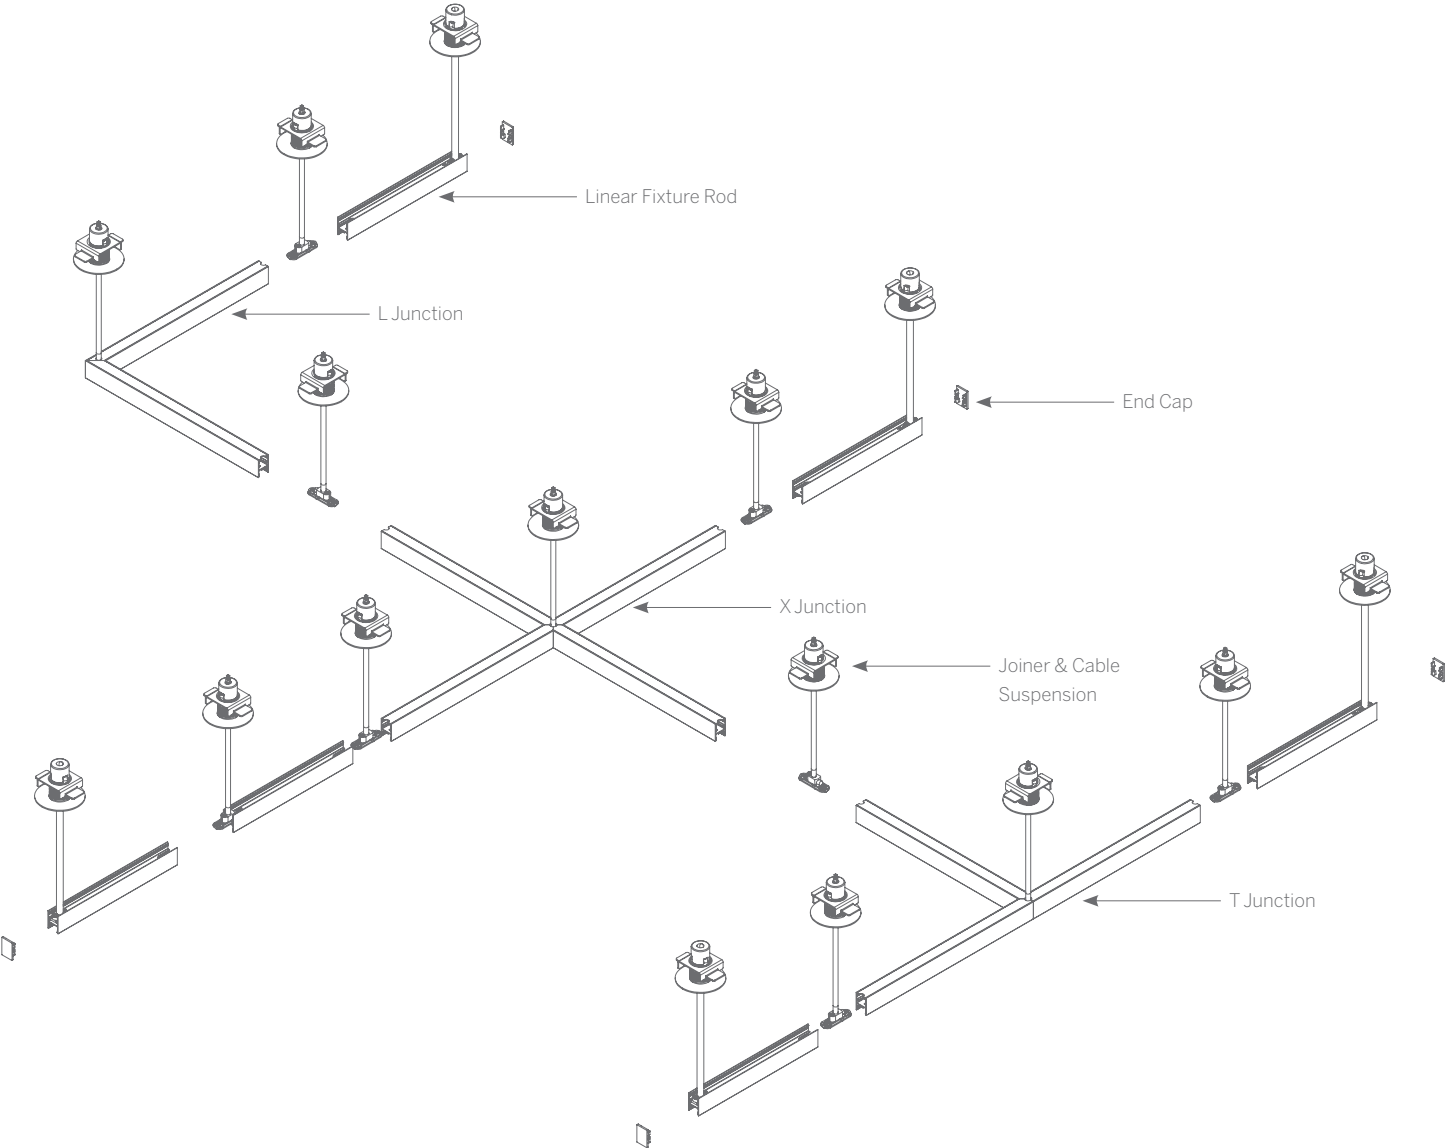 Linear Fixture Rod
L Junction
End Cap
X Junction
Joiner & Cable
Suspension
T Junction